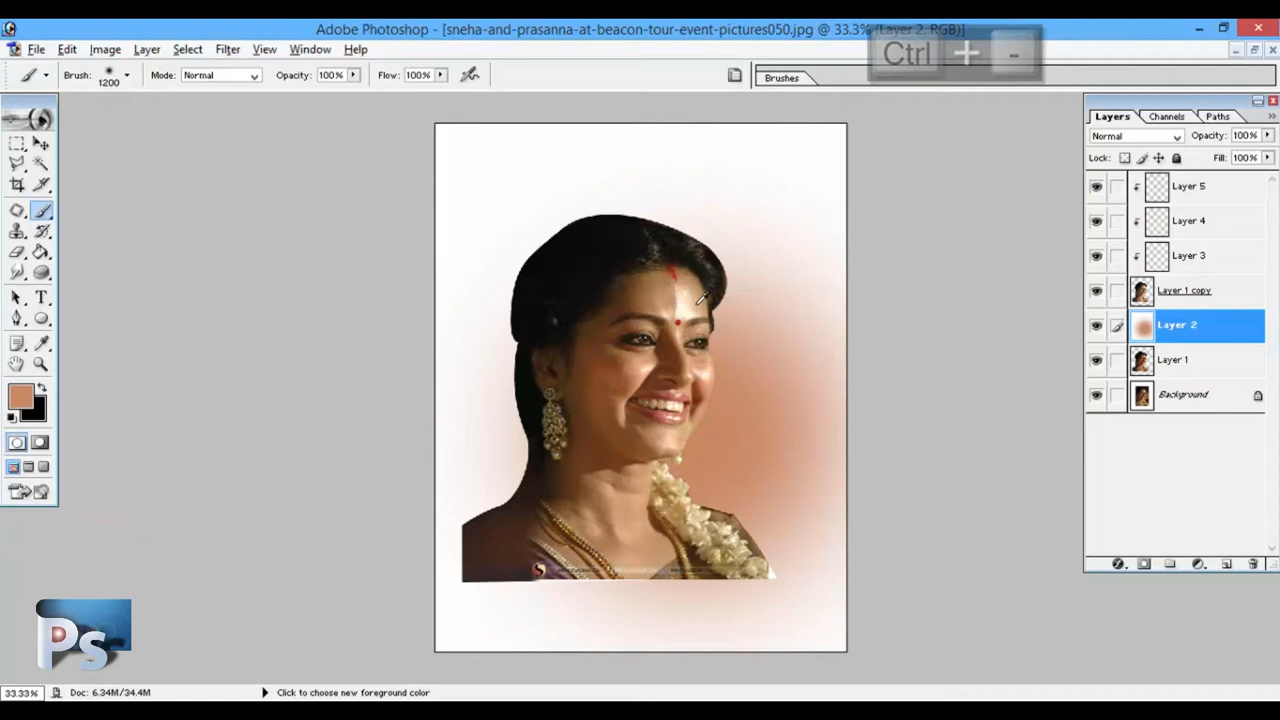 Adobe Photoshop - [sneha-and-prasanna-at-beacon-tour-event-pictures050.jpg @ 33.3% (Layer 2, RGB)]
Ctrl + -
File Edit Image Layer Select Filter View Window Help
Brush: 1200 Mode: Normal Opacity: 100% Flow: 100% Brushes
Layers Channels Paths
Normal Opacity: 100%
Lock: Fill: 100%
Layer 5
Layer 4
Layer 3
Layer 1 copy
Layer 2
Layer 1
Background
T
Ps
33.33% Doc: 6.34M/34.4M Click to choose new foreground color